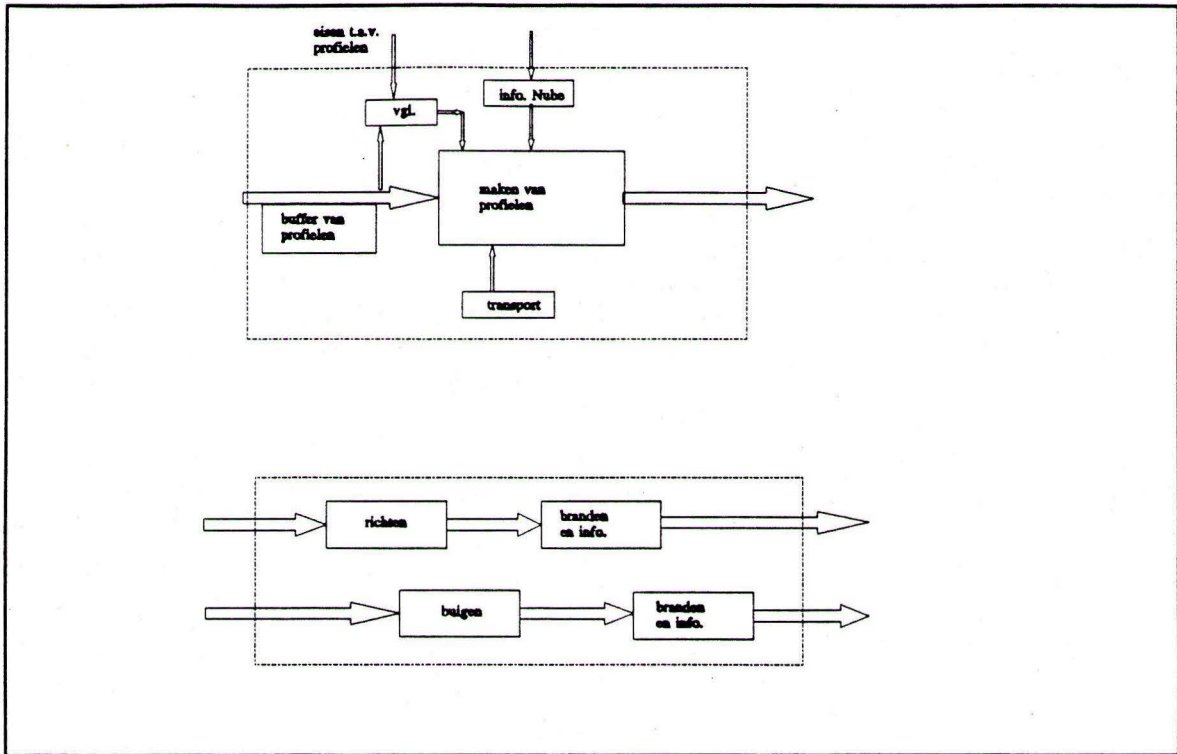 eisen t.a.v.
profielen
info. Nube
vgl.
maken van
profielen
buffer van
profielen
transport
richten
branden
en info.
buigen
branden
en info.